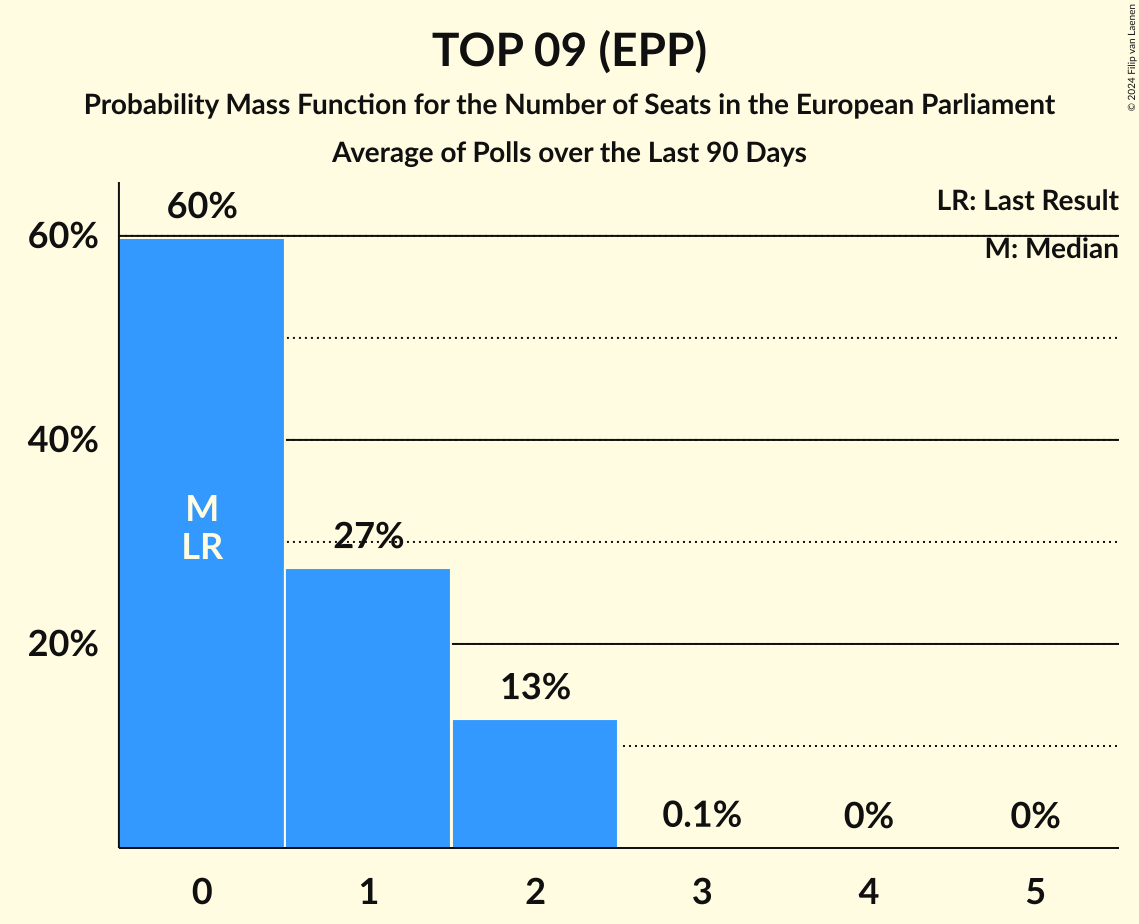 TOP 09 (EPP)
Probability Mass Function for the Number of Seats in the European Parliament
Average of Polls over the Last 90 Days
© 2024 Filip van Laenen
LR: Last Result
M: Median
60%
40%
20%
60%
27%
13%
0.1%
0%
0%
M
LR
0
1
2
3
4
5